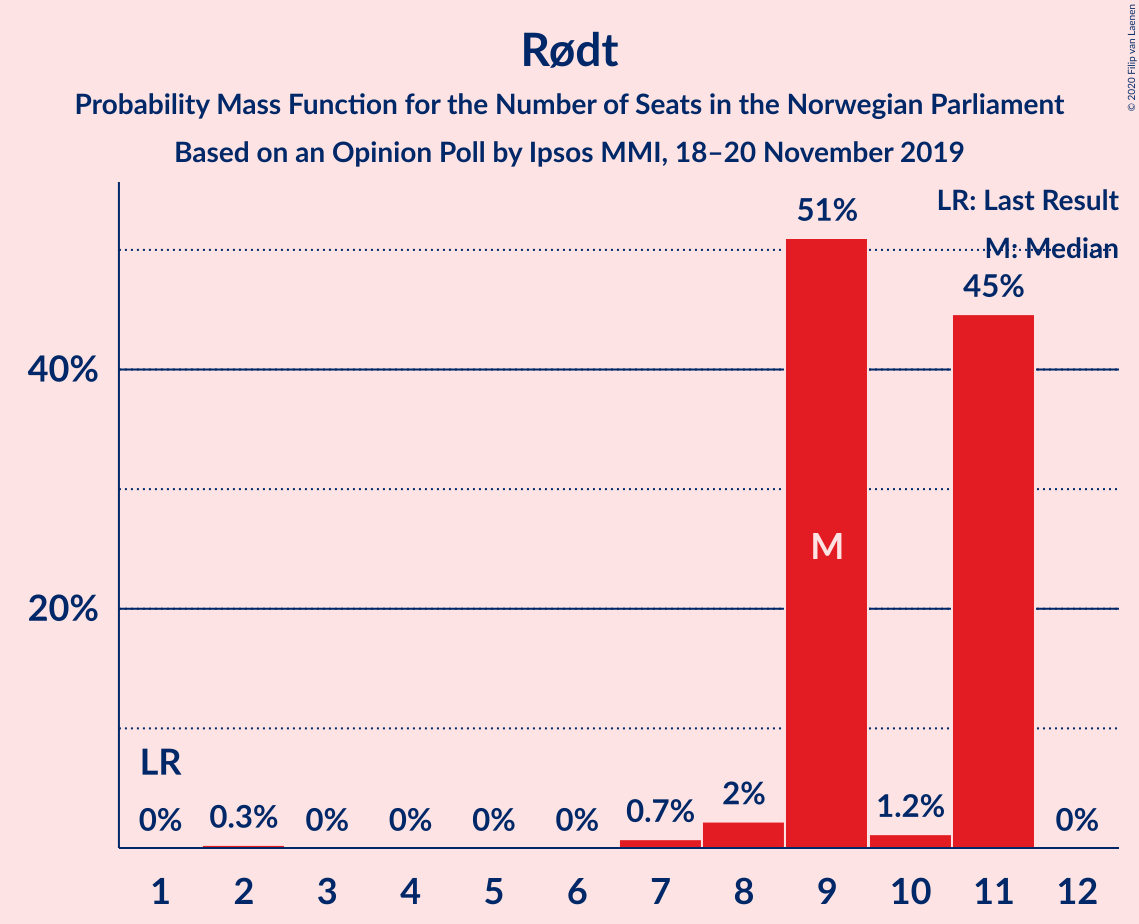 Rødt
Probability Mass Function for the Number of Seats in the Norwegian Parliament
Based on an Opinion Poll by Ipsos MMI, 18–20 November 2019
© 2020 Filip van Laenen
LR: Last Result
M: Median
51%
45%
40%
M
20%
LR
0% 0.3% 0% 0% 0% 0% 0.7% 2% 1.2% 0%
1 2 3 4 5 6 7 8 9 10 11 12